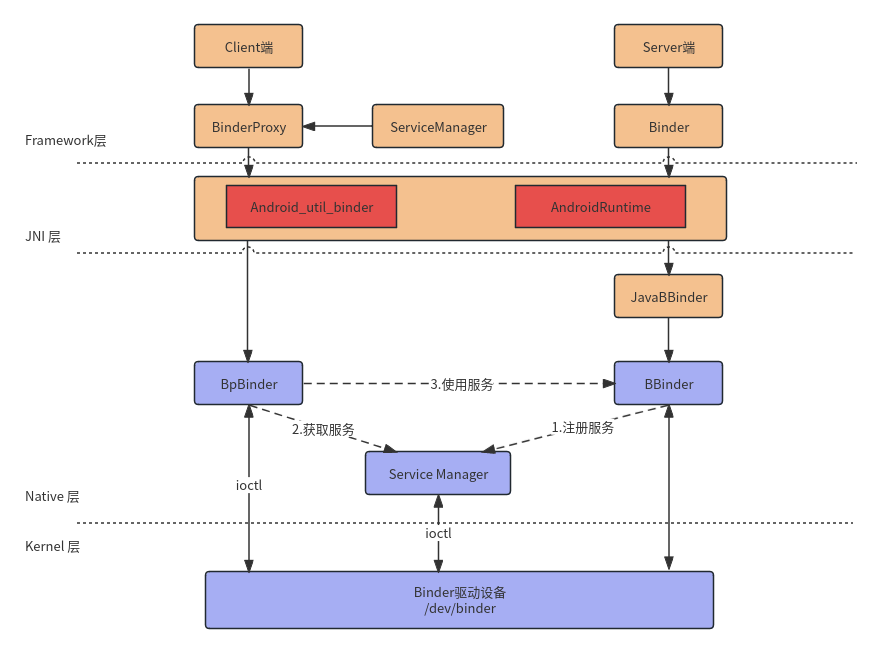 Client端
Server端
BinderProxy
ServiceManager
Binder
Framework层
Android_util_binder
AndroidRuntime
JNI 层
JavaBBinder
BpBinder
3.使用服务
BBinder
2.获取服务
1.注册服务
Service Manager
ioctl
Native 层
ioctl
Kernel 层
Binder驱动设备
/dev/binder